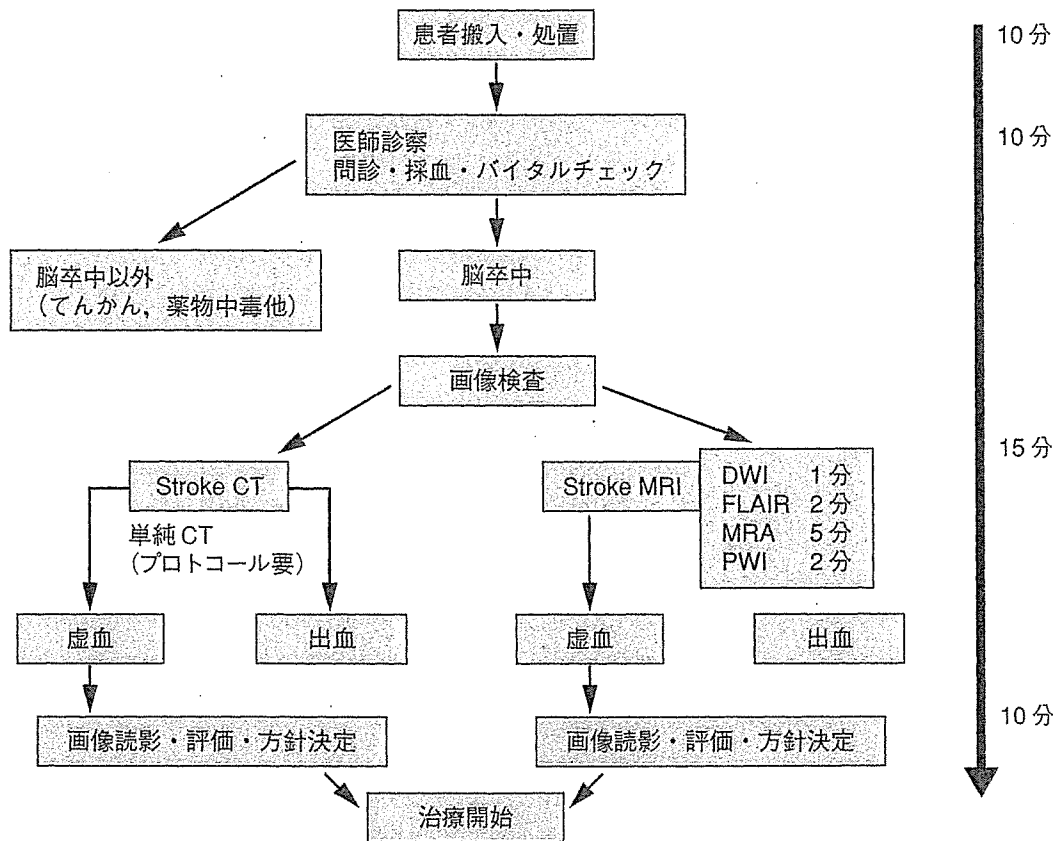 患者搬入・処置
10分
医師診察
問診・採血・バイタルチェック
10分
脳卒中以外
(てんかん,薬物中毒他)
脳卒中
画像検査
15分
Stroke CT
単純CT
(プロトコール要)
Stroke MRI
DWI 1分
FLAIR 2分
MRA 5分
PWI 2分
虚血
出血
虚血
出血
画像読影・評価・方針決定
画像読影・評価・方針決定
10分
治療開始